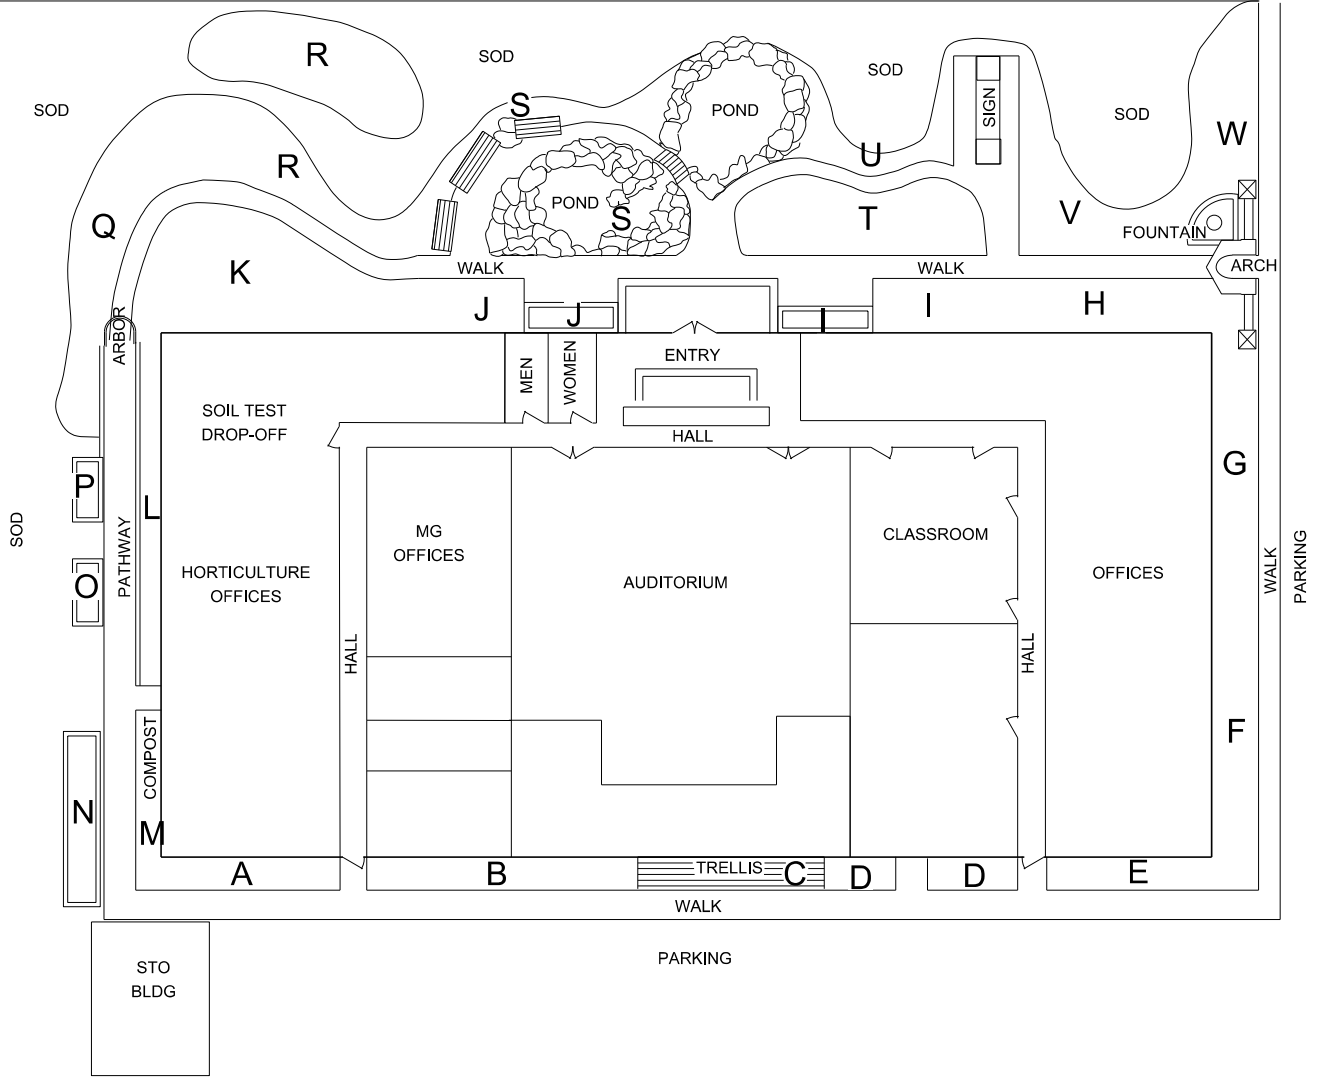 R
SOD
S
SOD
SOD
POND
SIGN
SOD
W
R
U
Q
POND
S
T
V
FOUNTAIN
K
WALK
WALK
ARCH
J
J
I
I
H
ARBOR
MEN
WOMEN
ENTRY
SOIL TEST
DROP-OFF
HALL
P
L
G
SOD
PATHWAY
MG
OFFICES
CLASSROOM
O
HORTICULTURE
OFFICES
AUDITORIUM
OFFICES
WALK
PARKING
HALL
HALL
F
COMPOST
N
M
A
B
TRELLIS
C
D
D
E
WALK
PARKING
STO
BLDG